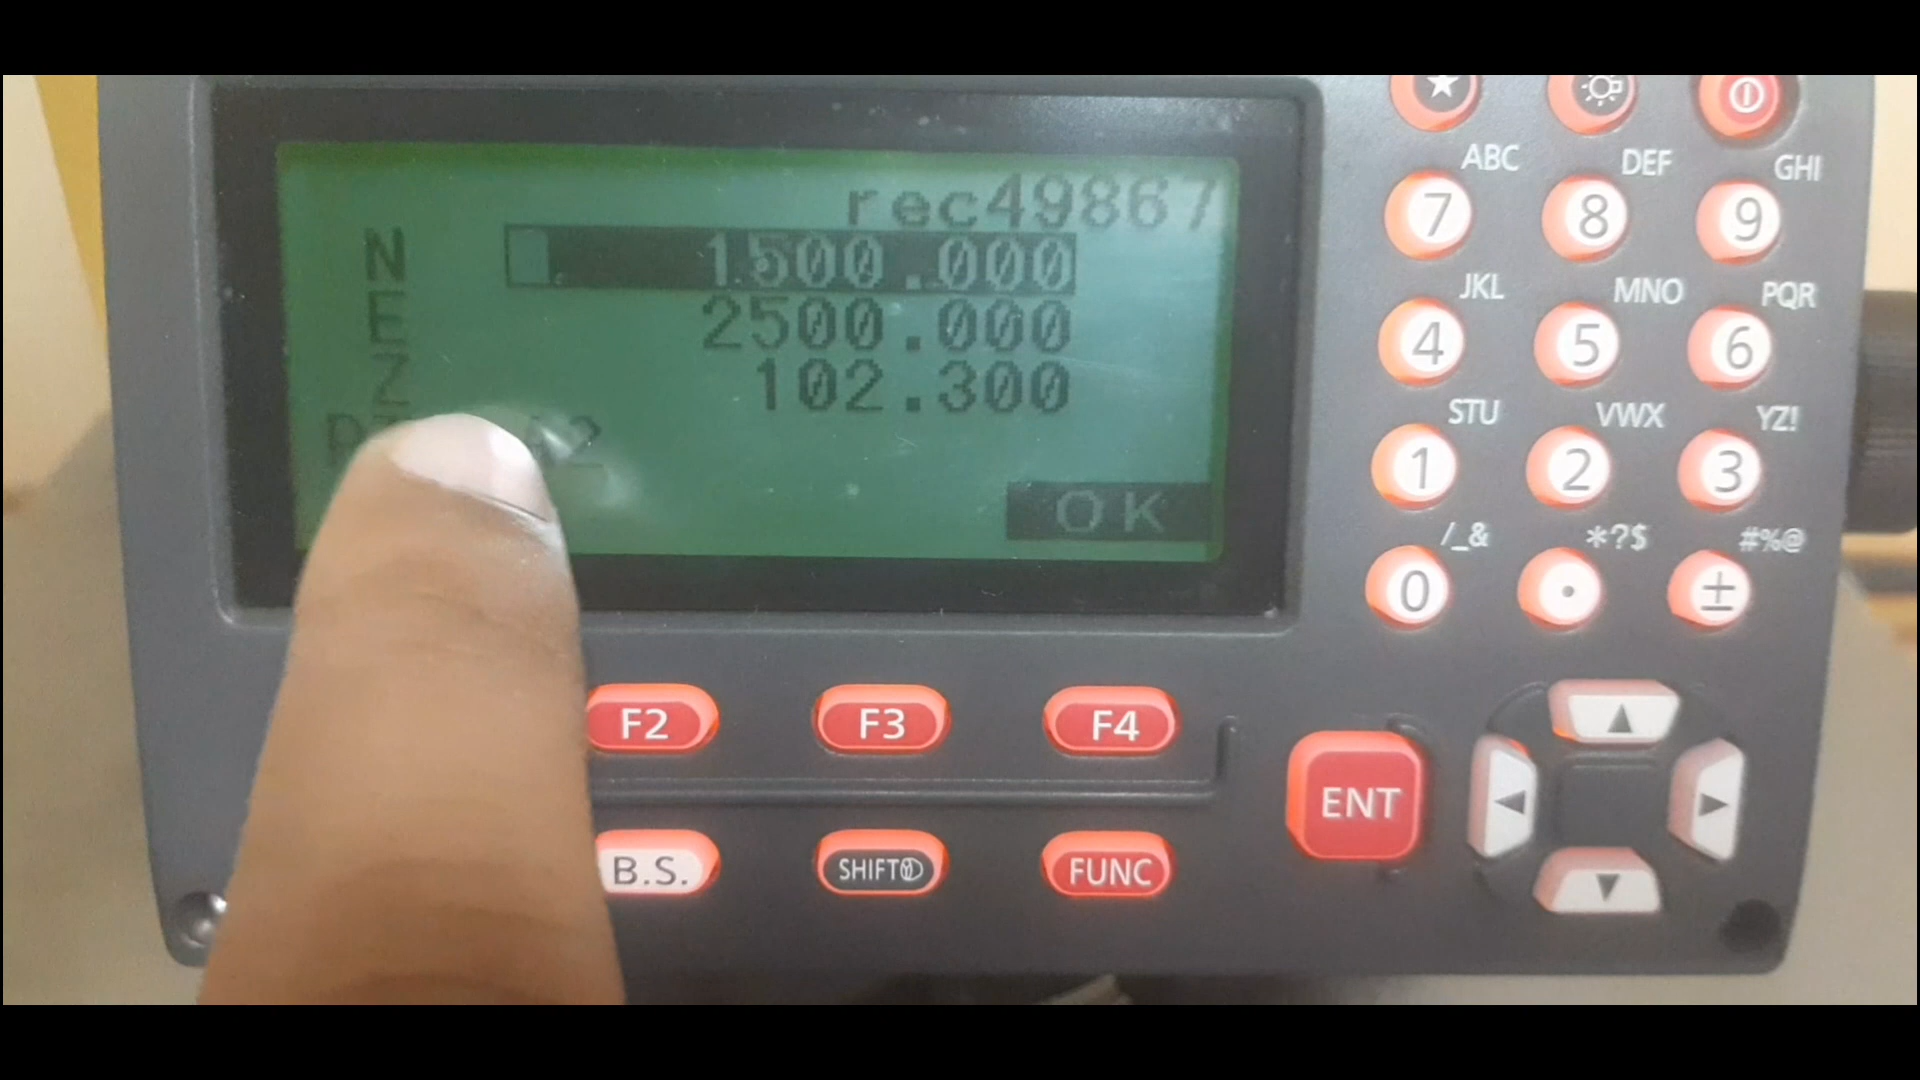 rec49867
N 1500.000
E 2500.000
Z 102.300
OK
ABC DEF GHI
7 8 9
JKL MNO PQR
4 5 6
STU VWX YZ!
1 2 3
/_& *?$ #%@
0 . ±
F2 F3 F4
ENT
B.S. SHIFT FUNC